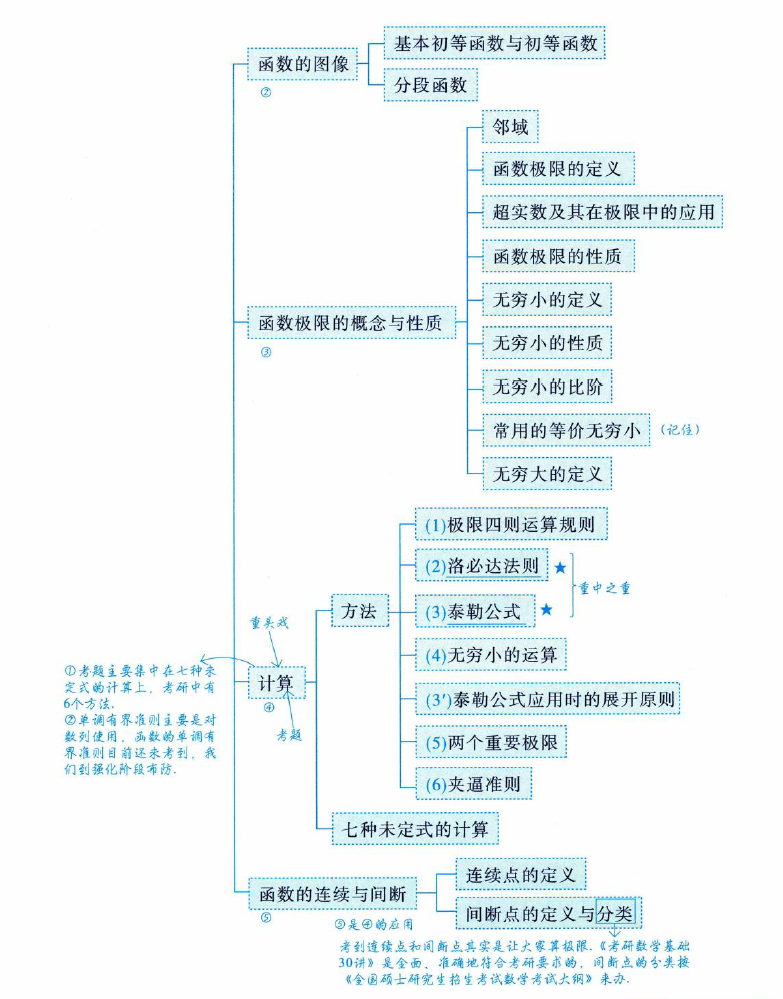 基本初等函数与初等函数
函数的图像
②
分段函数
邻域
函数极限的定义
超实数及其在极限中的应用
函数极限的性质
无穷小的定义
函数极限的概念与性质
③
无穷小的性质
无穷小的比阶
常用的等价无穷小 (记住)
无穷大的定义
(1)极限四则运算规则
(2)洛必达法则 ★
重中之重
方法
(3)泰勒公式 ★
重头戏
(4)无穷小的运算
①考题主要集中在七种未
定式的计算上,考研中有
6个方法.
②单调有界准则主要是对
数列使用,函数的单调有
界准则目前还未考到,我
们到强化阶段布防.
计算
④
考题
(3′)泰勒公式应用时的展开原则
(5)两个重要极限
(6)夹逼准则
七种未定式的计算
连续点的定义
函数的连续与间断
⑤
间断点的定义与分类
⑤是④的应用
考到连续点和间断点其实是让大家算极限.《考研数学基础
30讲》是全面、准确地符合考研要求的,间断点的分类按
《全国硕士研究生招生考试数学考试大纲》来办.